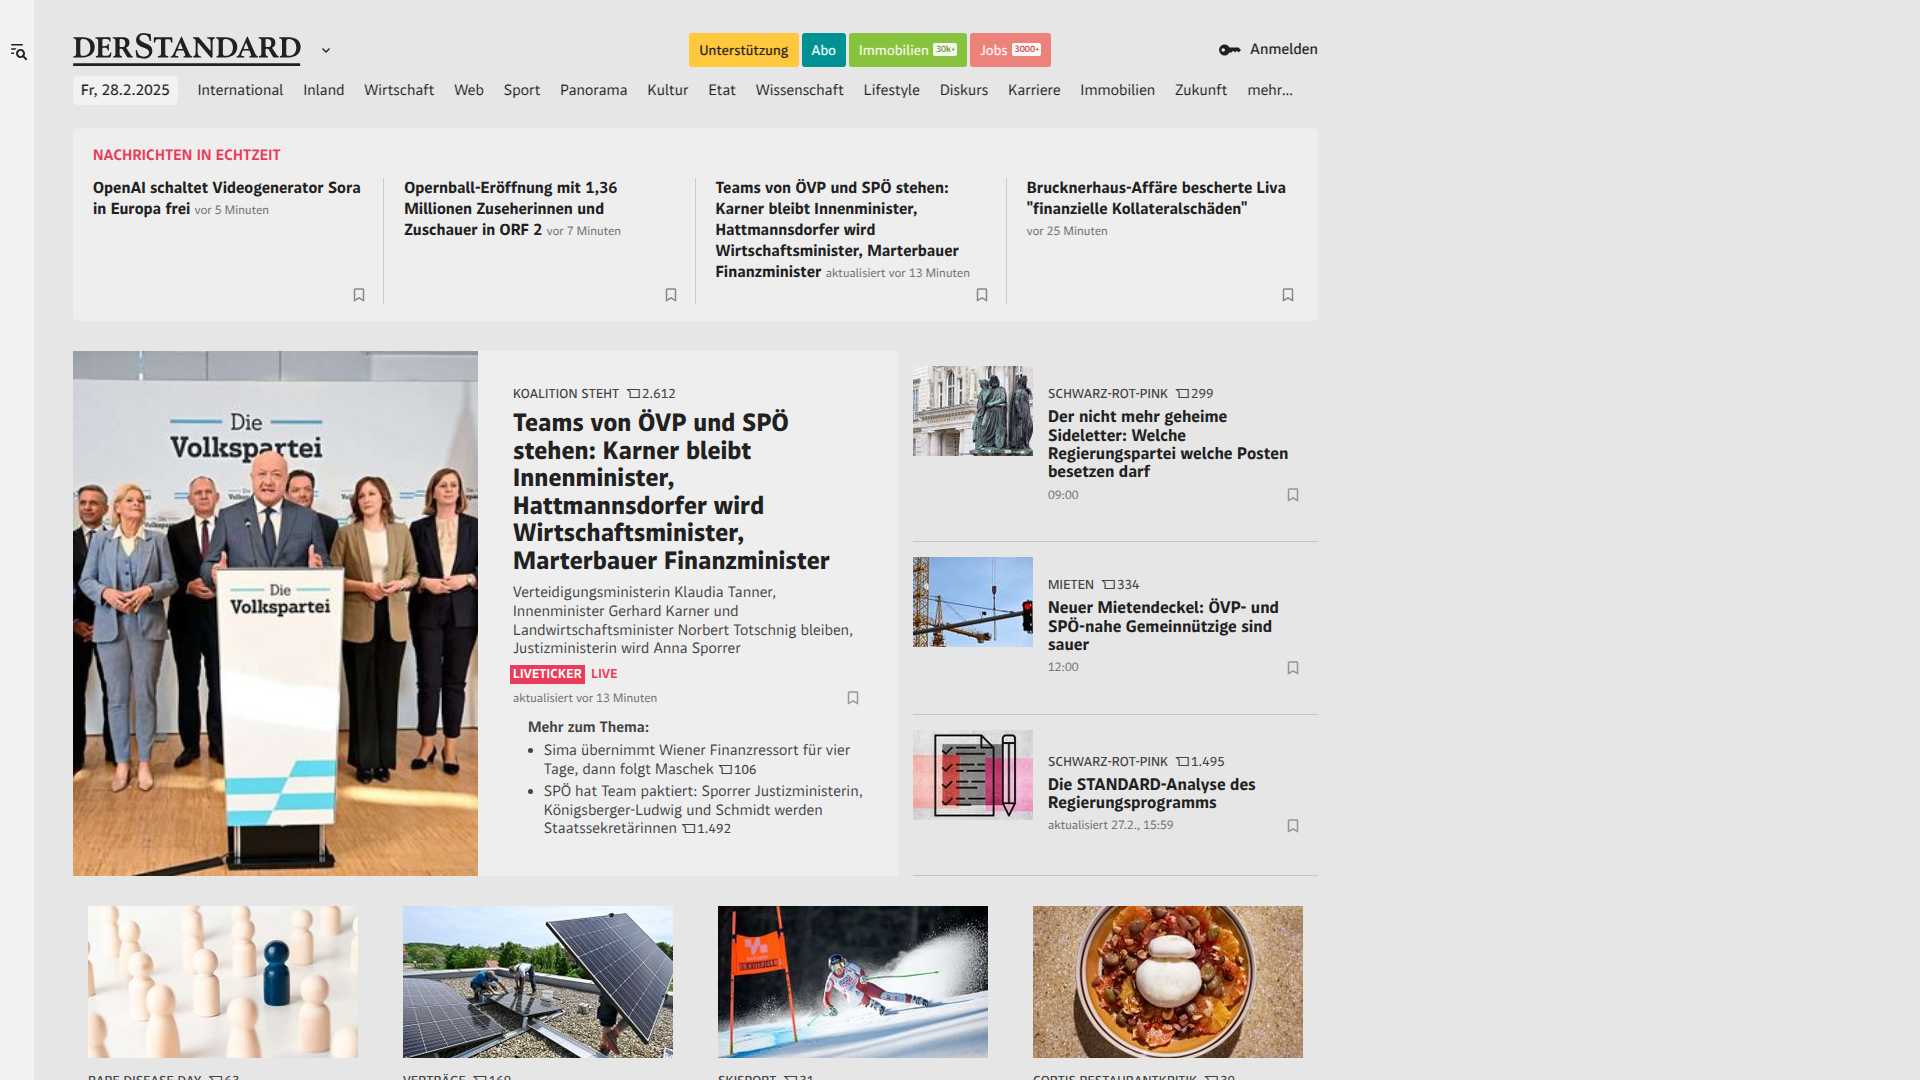 DERSTANDARD
Unterstützung
Abo
Immobilien 30k+
Jobs 3000+
Anmelden
Fr, 28.2.2025
International
Inland
Wirtschaft
Web
Sport
Panorama
Kultur
Etat
Wissenschaft
Lifestyle
Diskurs
Karriere
Immobilien
Zukunft
mehr...
NACHRICHTEN IN ECHTZEIT
OpenAI schaltet Videogenerator Sora
in Europa frei vor 5 Minuten
Opernball-Eröffnung mit 1,36
Millionen Zuseherinnen und
Zuschauer in ORF 2 vor 7 Minuten
Teams von ÖVP und SPÖ stehen:
Karner bleibt Innenminister,
Hattmannsdorfer wird
Wirtschaftsminister, Marterbauer
Finanzminister aktualisiert vor 13 Minuten
Brucknerhaus-Affäre bescherte Liva
"finanzielle Kollateralschäden"
vor 25 Minuten
Die
Volkspartei
Die
Volkspartei
KOALITION STEHT 2.612
Teams von ÖVP und SPÖ
stehen: Karner bleibt
Innenminister,
Hattmannsdorfer wird
Wirtschaftsminister,
Marterbauer Finanzminister
Verteidigungsministerin Klaudia Tanner,
Innenminister Gerhard Karner und
Landwirtschaftsminister Norbert Totschnig bleiben,
Justizministerin wird Anna Sporrer
LIVETICKER LIVE
aktualisiert vor 13 Minuten
Mehr zum Thema:
• Sima übernimmt Wiener Finanzressort für vier
Tage, dann folgt Maschek 106
• SPÖ hat Team paktiert: Sporrer Justizministerin,
Königsberger-Ludwig und Schmidt werden
Staatssekretärinnen 1.492
SCHWARZ-ROT-PINK 299
Der nicht mehr geheime
Sideletter: Welche
Regierungspartei welche Posten
besetzen darf
09:00
MIETEN 334
Neuer Mietendeckel: ÖVP- und
SPÖ-nahe Gemeinnützige sind
sauer
12:00
SCHWARZ-ROT-PINK 1.495
Die STANDARD-Analyse des
Regierungsprogramms
aktualisiert 27.2., 15:59
RARE DISEASE DAY 63
VERTRÄGE 169
SKISPORT 31
CORTIS RESTAURANTKRITIK 30